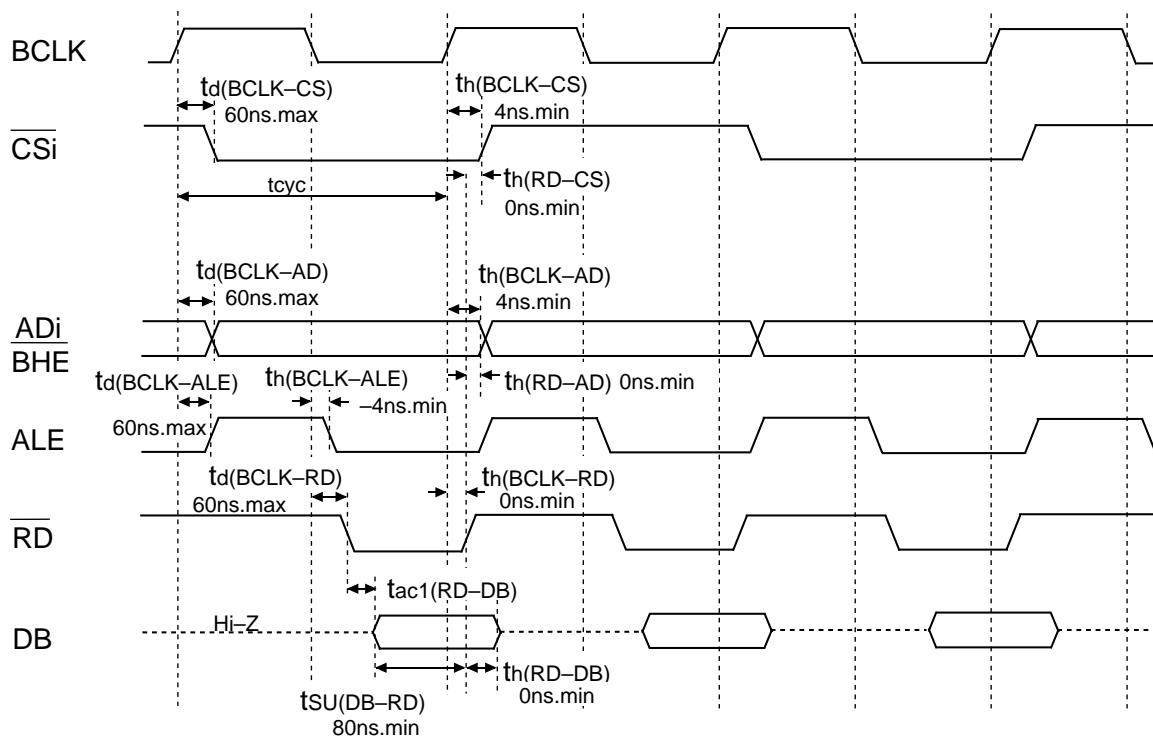 BCLK
td(BCLK–CS)
60ns.max
th(BCLK–CS)
4ns.min
CSi
tcyc
th(RD–CS)
0ns.min
td(BCLK–AD)
60ns.max
th(BCLK–AD)
4ns.min
ADi
BHE
td(BCLK–ALE)
60ns.max
th(BCLK–ALE)
–4ns.min
th(RD–AD) 0ns.min
ALE
td(BCLK–RD)
60ns.max
th(BCLK–RD)
0ns.min
RD
tac1(RD–DB)
Hi–Z
DB
tSU(DB–RD)
80ns.min
th(RD–DB)
0ns.min